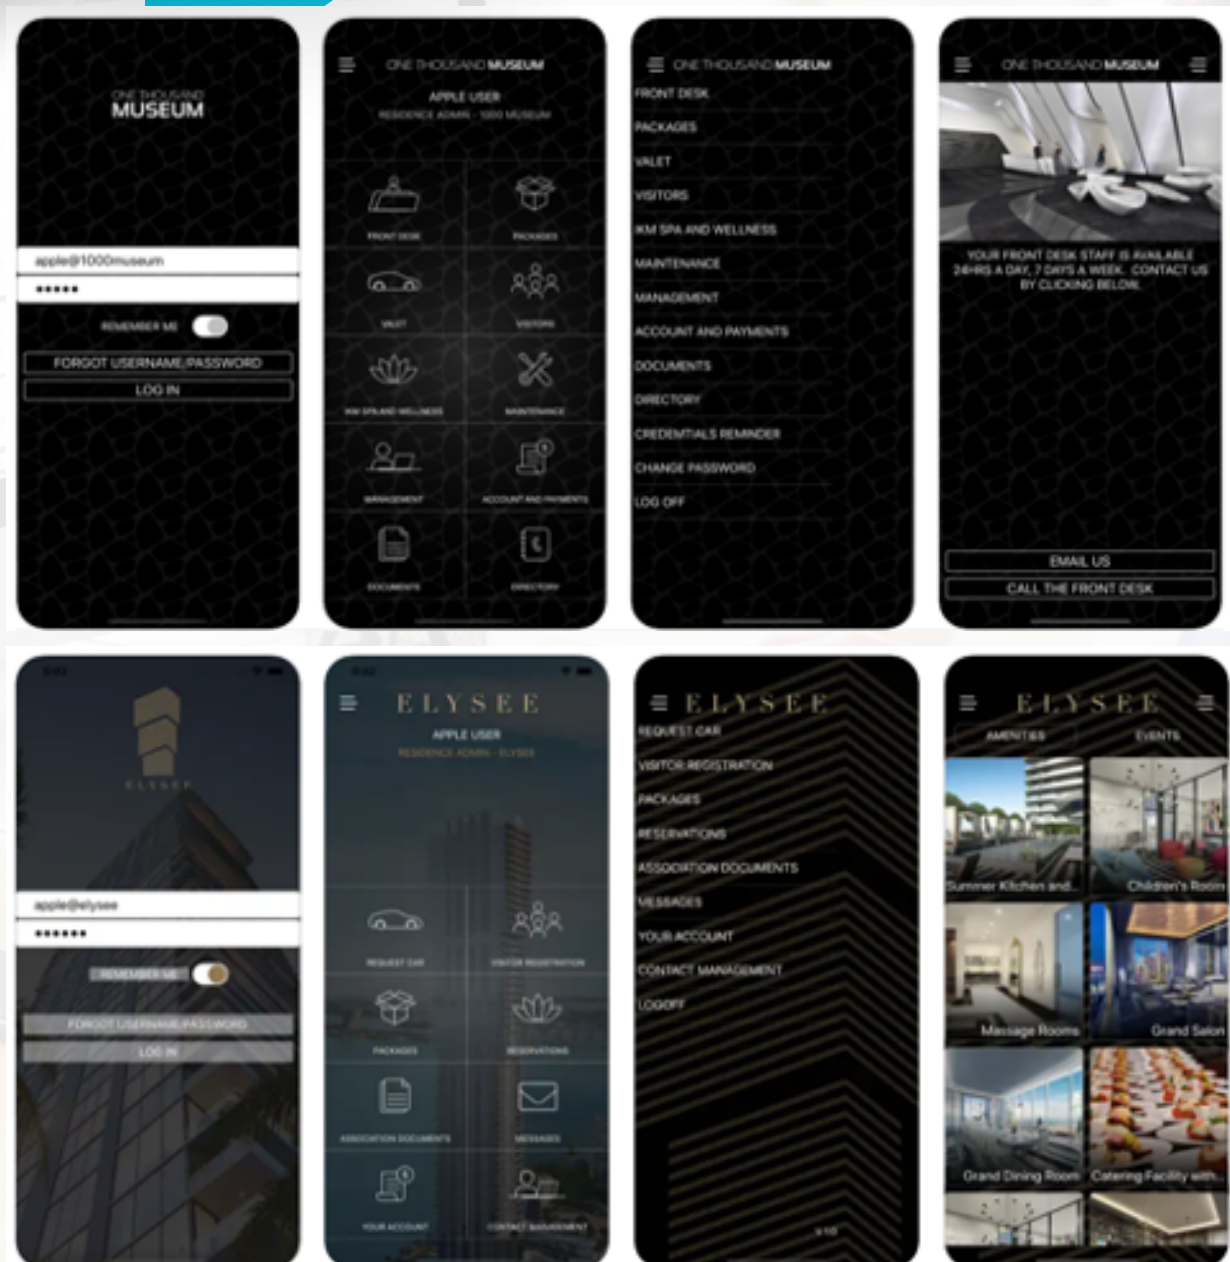 ONE THOUSAND
MUSEUM
apple@1000museum
•••••
REMEMBER ME
FORGOT USERNAME/PASSWORD
LOG IN
ONE THOUSAND MUSEUM
APPLE USER
RESIDENCE ADMIN - 1000 MUSEUM
FRONT DESK
PACKAGES
VALET
VISITORS
IKM SPA AND WELLNESS
MAINTENANCE
MANAGEMENT
ACCOUNT AND PAYMENTS
DOCUMENTS
DIRECTORY
ONE THOUSAND MUSEUM
FRONT DESK
PACKAGES
VALET
VISITORS
IKM SPA AND WELLNESS
MAINTENANCE
MANAGEMENT
ACCOUNT AND PAYMENTS
DOCUMENTS
DIRECTORY
CREDEMTIALS REMINDER
CHANGE PASSWORD
LOG OFF
ONE THOUSAND MUSEUM
YOUR FRONT DESK STAFF IS AVAILABLE
24HRS A DAY, 7 DAYS A WEEK. CONTACT US
BY CLICKING BELOW.
EMAIL US
CALL THE FRONT DESK
ELYSEE
apple@elysee
••••••
REMEMBER ME
FORGOT USERNAME/PASSWORD
LOG IN
ELYSEE
APPLE USER
RESIDENCE ADMIN - ELYSEE
REQUEST CAR
VISITOR REGISTRATION
PACKAGES
RESERVATIONS
ASSOCIATION DOCUMENTS
MESSAGES
YOUR ACCOUNT
CONTACT MANAGEMENT
ELYSEE
REQUEST CAR
VISITOR REGISTRATION
PACKAGES
RESERVATIONS
ASSOCIATION DOCUMENTS
MESSAGES
YOUR ACCOUNT
CONTACT MANAGEMENT
LOGOFF
ELYSEE
AMENITIES
EVENTS
Summer Kitchen and...
Children's Room
Massage Rooms
Grand Salon
Grand Dining Room
Catering Facility with...